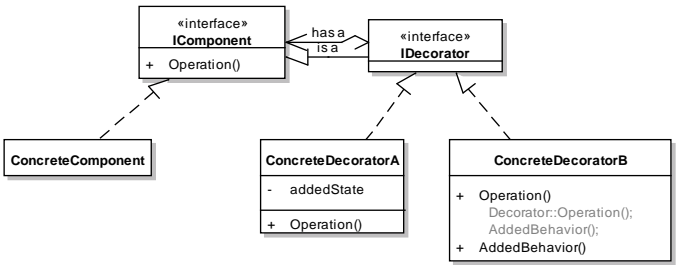 «interface»
IComponent
+ Operation()
has a
is a
«interface»
IDecorator
ConcreteComponent
ConcreteDecoratorA
- addedState
+ Operation()
ConcreteDecoratorB
+ Operation()
Decorator::Operation();
AddedBehavior();
+ AddedBehavior()